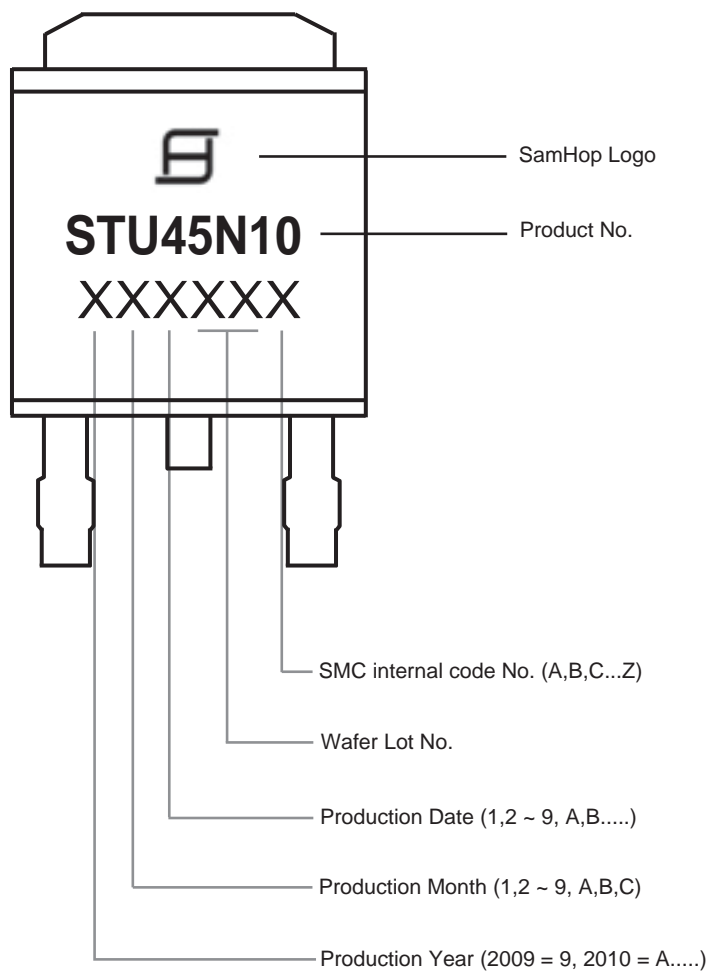 SamHop Logo
STU45N10
Product No.
XXXXXX
SMC internal code No. (A,B,C...Z)
Wafer Lot No.
Production Date (1,2 ~ 9, A,B.....)
Production Month (1,2 ~ 9, A,B,C)
Production Year (2009 = 9, 2010 = A.....)